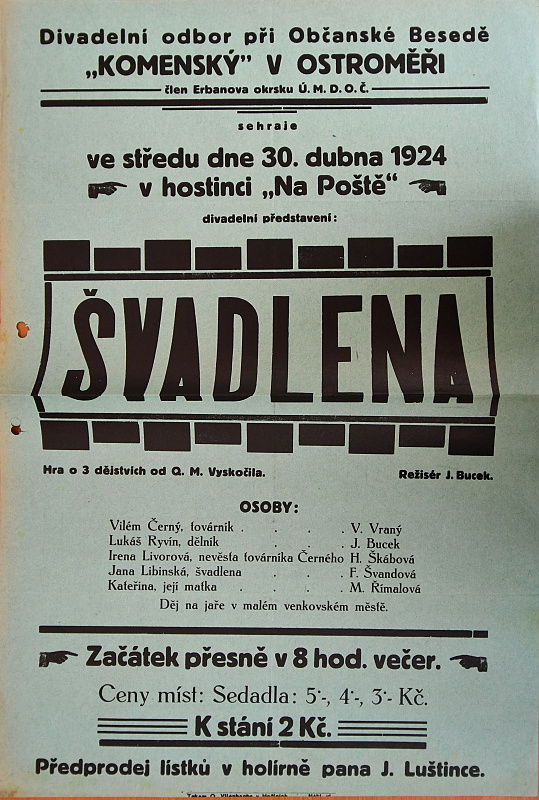 Divadelní odbor při Občanské Besedě
„KOMENSKÝ” V OSTROMĚŘI
člen Erbanova okrsku Ú. M. D. O. Č.
sehraje
ve středu dne 30. dubna 1924
v hostinci „Na Poště“
divadelní představení:
ŠVADLENA
Hra o 3 dějstvích od Q. M. Vyskočila.
Režisér J. Bucek.
OSOBY:
Vilém Černý, továrník . . . . V. Vraný
Lukáš Ryvín, dělník . . . . J. Bucek
Irena Livorová, nevěsta továrníka Černého H. Škábová
Jana Libinská, švadlena . . . F. Švandová
Kateřina, její matka . . . . M. Římalová
Děj na jaře v malém venkovském městě.
Začátek přesně v 8 hod. večer.
Ceny míst: Sedadla: 5·-, 4·-, 3·- Kč.
K stání 2 Kč.
Předprodej lístků v holírně pana J. Luštince.